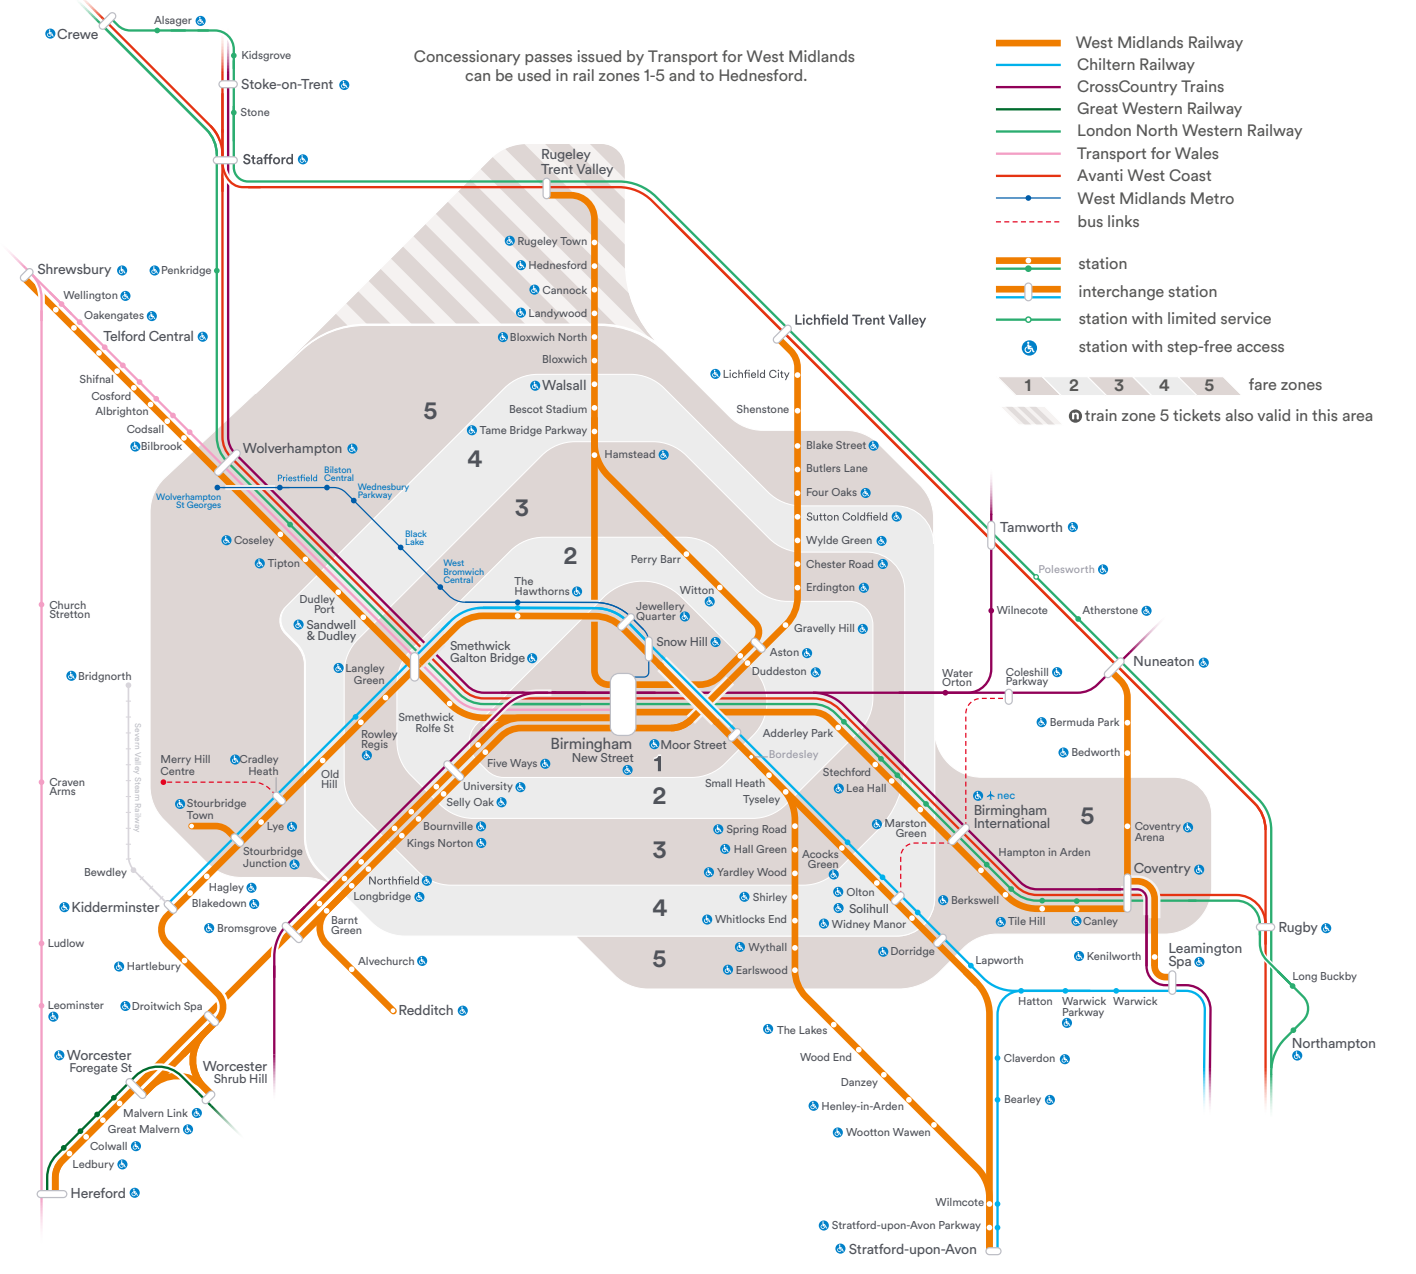 Alsager
Crewe
Kidsgrove
Stoke-on-Trent
Stone
Stafford
Concessionary passes issued by Transport for West Midlands
can be used in rail zones 1-5 and to Hednesford.
West Midlands Railway
Chiltern Railway
CrossCountry Trains
Great Western Railway
London North Western Railway
Transport for Wales
Avanti West Coast
West Midlands Metro
bus links
station
interchange station
station with limited service
station with step-free access
1 2 3 4 5 fare zones
n train zone 5 tickets also valid in this area
Rugeley
Trent Valley
Rugeley Town
Hednesford
Cannock
Landywood
Bloxwich North
Bloxwich
Walsall
Bescot Stadium
Tame Bridge Parkway
Hamstead
Perry Barr
Witton
Penkridge
Shrewsbury
Wellington
Oakengates
Telford Central
Shifnal
Cosford
Albrighton
Codsall
Bilbrook
Wolverhampton
Wolverhampton
St Georges
Priestfield
Bilston
Central
Wednesbury
Parkway
Black
Lake
West
Bromwich
Central
The
Hawthorns
Jewellery
Quarter
Snow Hill
Coseley
Tipton
Dudley
Port
Sandwell
& Dudley
Langley
Green
Smethwick
Galton Bridge
Smethwick
Rolfe St
Rowley
Regis
Old
Hill
Cradley
Heath
Merry Hill
Centre
Lye
Stourbridge
Town
Stourbridge
Junction
Hagley
Blakedown
Kidderminster
Bridgnorth
Severn Valley Steam Railway
Bewdley
Church
Stretton
Craven
Arms
Ludlow
Leominster
Hereford
Hartlebury
Droitwich Spa
Worcester
Foregate St
Worcester
Shrub Hill
Malvern Link
Great Malvern
Colwall
Ledbury
5
4
3
2
1
2
3
4
5
5
Lichfield Trent Valley
Lichfield City
Shenstone
Blake Street
Butlers Lane
Four Oaks
Sutton Coldfield
Wylde Green
Chester Road
Erdington
Gravelly Hill
Aston
Duddeston
Birmingham
New Street
Moor Street
Five Ways
University
Selly Oak
Bournville
Kings Norton
Northfield
Longbridge
Barnt
Green
Bromsgrove
Alvechurch
Redditch
Bordesley
Small Heath
Tyseley
Spring Road
Hall Green
Yardley Wood
Shirley
Whitlocks End
Wythall
Earlswood
The Lakes
Wood End
Danzey
Henley-in-Arden
Wootton Wawen
Wilmcote
Stratford-upon-Avon Parkway
Stratford-upon-Avon
Acocks
Green
Olton
Solihull
Widney Manor
Dorridge
Lapworth
Hatton
Warwick
Parkway
Warwick
Claverdon
Bearley
Leamington
Spa
Kenilworth
Adderley Park
Stechford
Lea Hall
Marston
Green
nec
Birmingham
International
Hampton in Arden
Berkswell
Tile Hill
Canley
Coventry
Coventry
Arena
Bedworth
Bermuda Park
Nuneaton
Atherstone
Polesworth
Tamworth
Wilnecote
Water
Orton
Coleshill
Parkway
Rugby
Long Buckby
Northampton